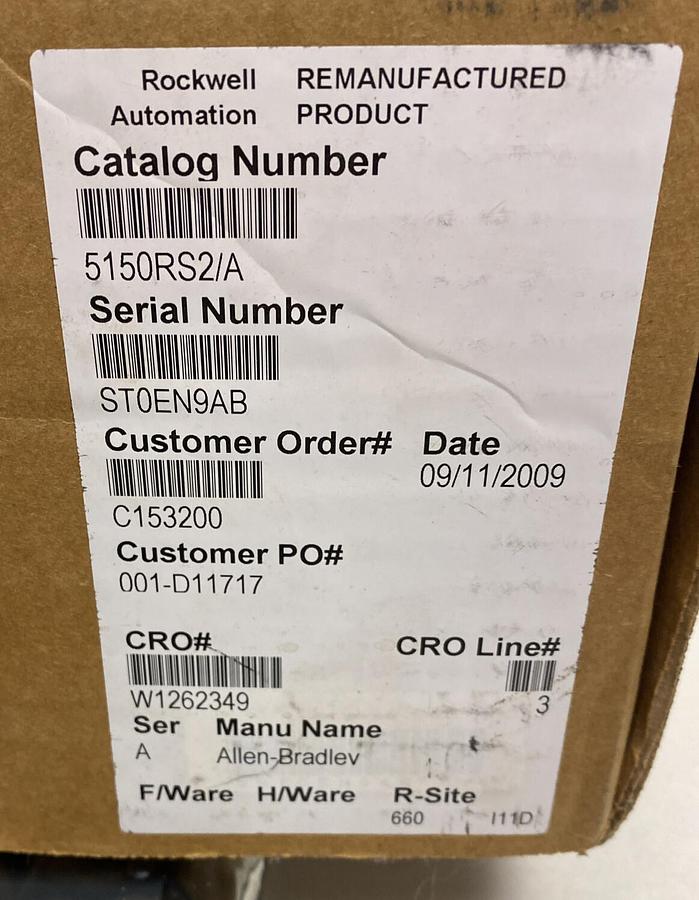 Rockwell REMANUFACTURED
Automation PRODUCT
Catalog Number
5150RS2/A
Serial Number
ST0EN9AB
Customer Order# Date
09/11/2009
C153200
Customer PO#
001-D11717
CRO# CRO Line#
W1262349 3
Ser Manu Name
A Allen-Bradley
F/Ware H/Ware R-Site
660 I11D